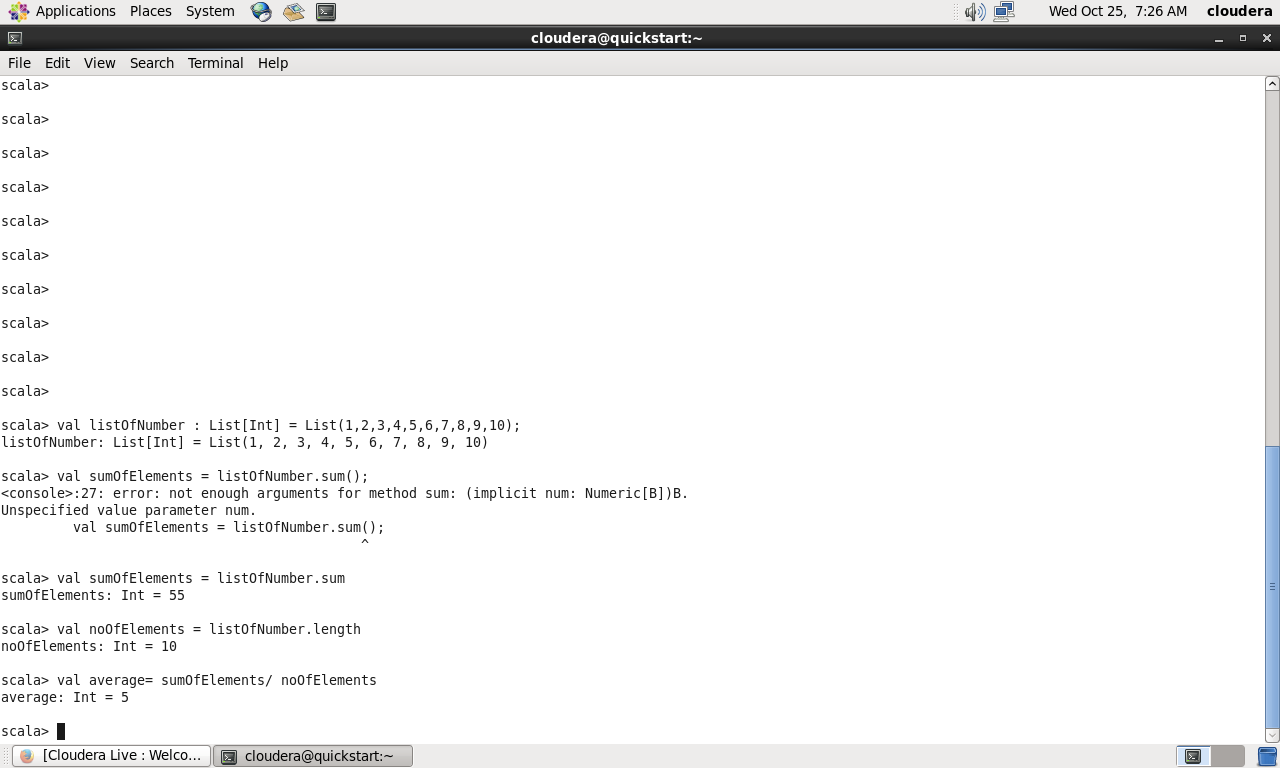 Applications Places System Wed Oct 25, 7:26 AM cloudera
cloudera@quickstart:~
File Edit View Search Terminal Help
scala>
scala>
scala>
scala>
scala>
scala>
scala>
scala>
scala>
scala>
scala> val listOfNumber : List[Int] = List(1,2,3,4,5,6,7,8,9,10);
listOfNumber: List[Int] = List(1, 2, 3, 4, 5, 6, 7, 8, 9, 10)
scala> val sumOfElements = listOfNumber.sum();
<console>:27: error: not enough arguments for method sum: (implicit num: Numeric[B])B.
Unspecified value parameter num.
         val sumOfElements = listOfNumber.sum();
                                             ^
scala> val sumOfElements = listOfNumber.sum
sumOfElements: Int = 55
scala> val noOfElements = listOfNumber.length
noOfElements: Int = 10
scala> val average= sumOfElements/ noOfElements
average: Int = 5
scala>
[Cloudera Live : Welco... cloudera@quickstart:~